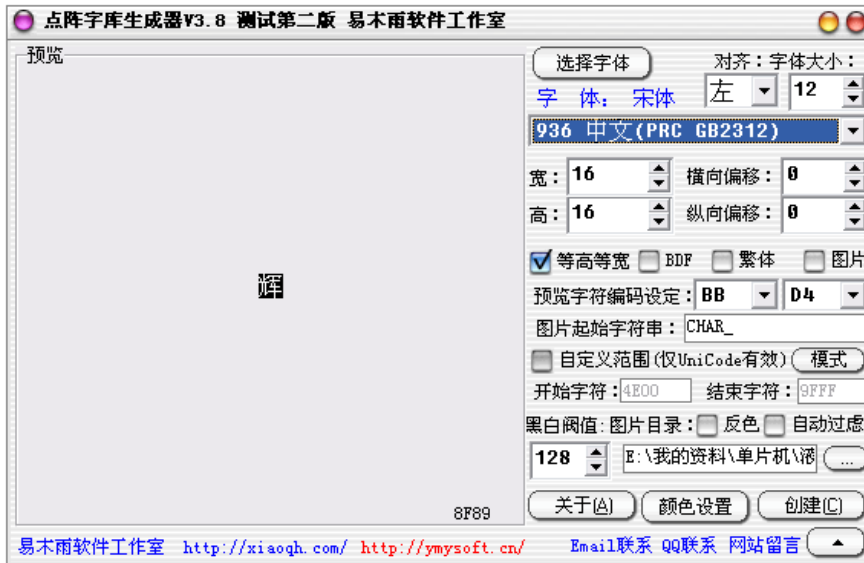 点阵字库生成器V3.8 测试第二版 易木雨软件工作室
预览
选择字体 对齐：字体大小：
字 体： 宋体 左 12
936 中文(PRC GB2312)
宽：16 横向偏移：0
高：16 纵向偏移：0
等高等宽 BDF 繁体 图片
辉
预览字符编码设定：BB D4
图片起始字符串：CHAR_
自定义范围(仅UniCode有效) 模式
开始字符：4E00 结束字符：9FFF
黑白阀值：图片目录：反色 自动过虑
128 E:\我的资料\单片机\液 ...
8F89
关于(A) 颜色设置 创建(C)
易木雨软件工作室 http://xiaoqh.com/ http://ymysoft.cn/ Email联系 QQ联系 网站留言